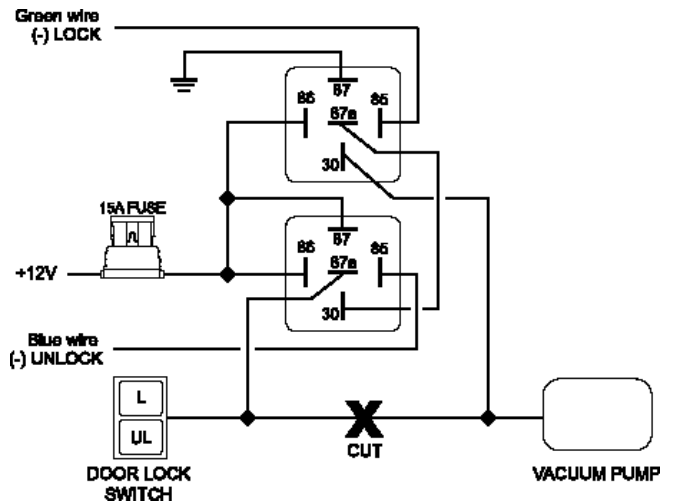 Green wire
(-) LOCK
87
86
85
87a
30
15A FUSE
87
86
85
87a
+12V
30
Blue wire
(-) UNLOCK
L
UL
CUT
DOOR LOCK
SWITCH
VACUUM PUMP